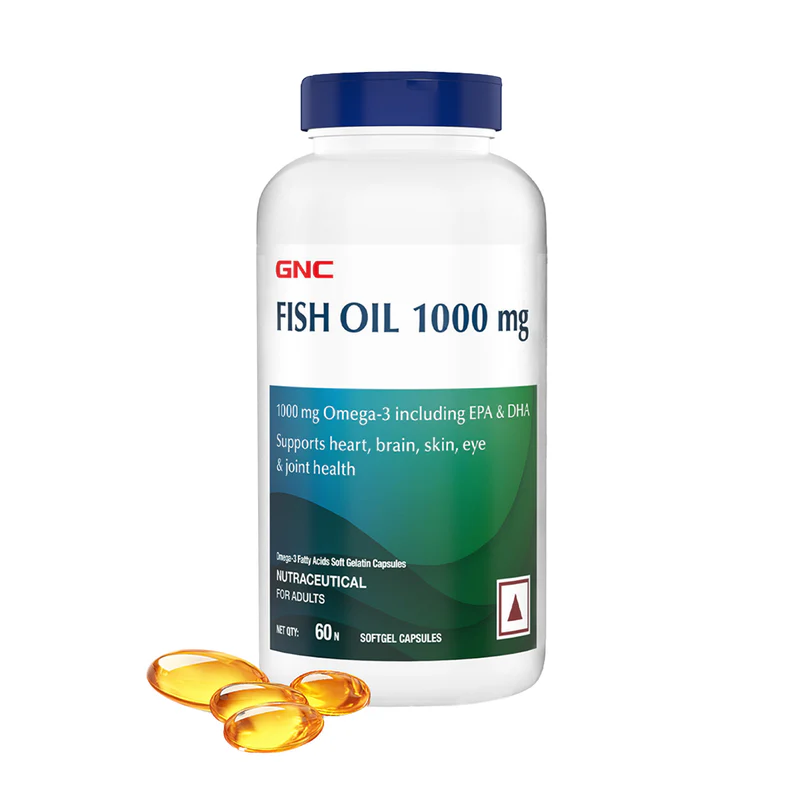 GNC
FISH OIL 1000 mg
1000 mg Omega-3 including EPA & DHA
Supports heart, brain, skin, eye
& joint health
Omega-3 Fatty Acids Soft Gelatin Capsules
NUTRACEUTICAL
FOR ADULTS
NET QTY: 60 N SOFTGEL CAPSULES